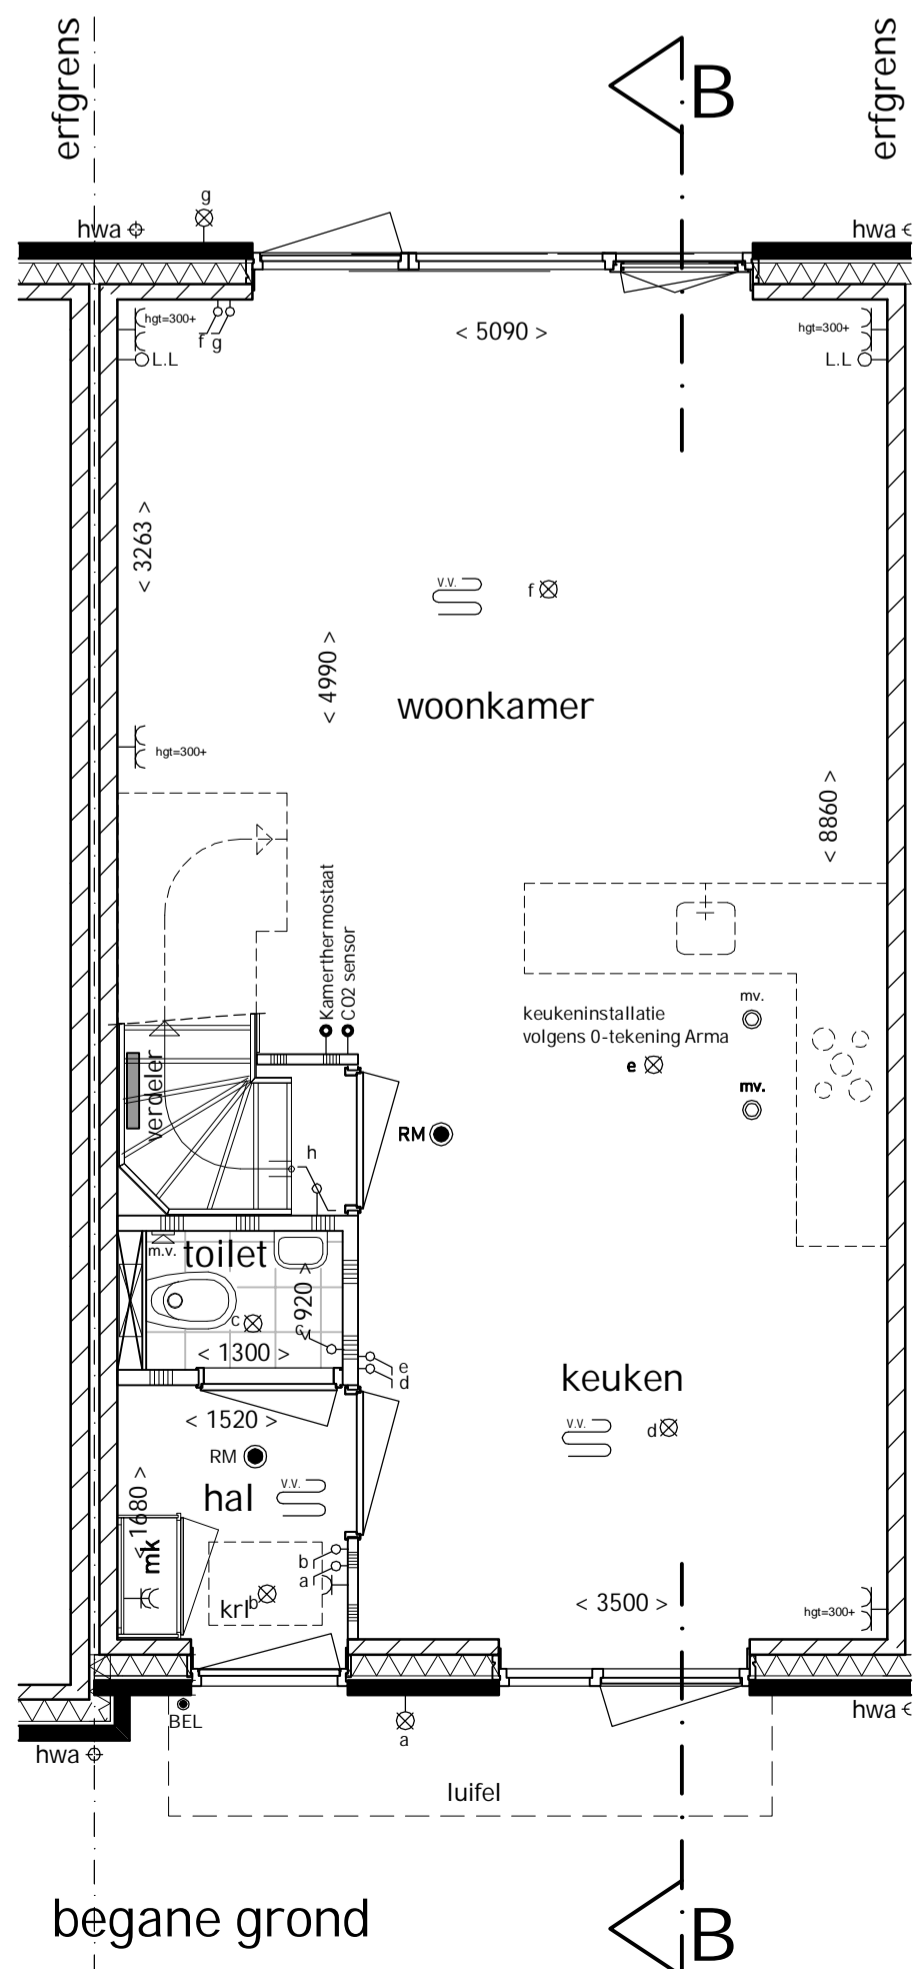 erfgrens
erfgrens
B
g
hwa
hwa
hgt=300+
f g
L.L
< 5090 >
hgt=300+
L.L
< 3263 >
v.v.
f
< 4990 >
woonkamer
hgt=300+
< 8860 >
Kamerthermostaat
CO2 sensor
keukeninstallatie
volgens 0-tekening Arma
mv.
e
mv.
verdeler
RM
h
m.v.
toilet
< 920 >
c
c
< 1300 >
e
d
keuken
< 1520 >
v.v.
d
RM
hal
v.v.
< 1680 >
mk
b
a
krl
b
< 3500 >
hgt=300+
BEL
a
hwa
hwa
luifel
begane grond
B